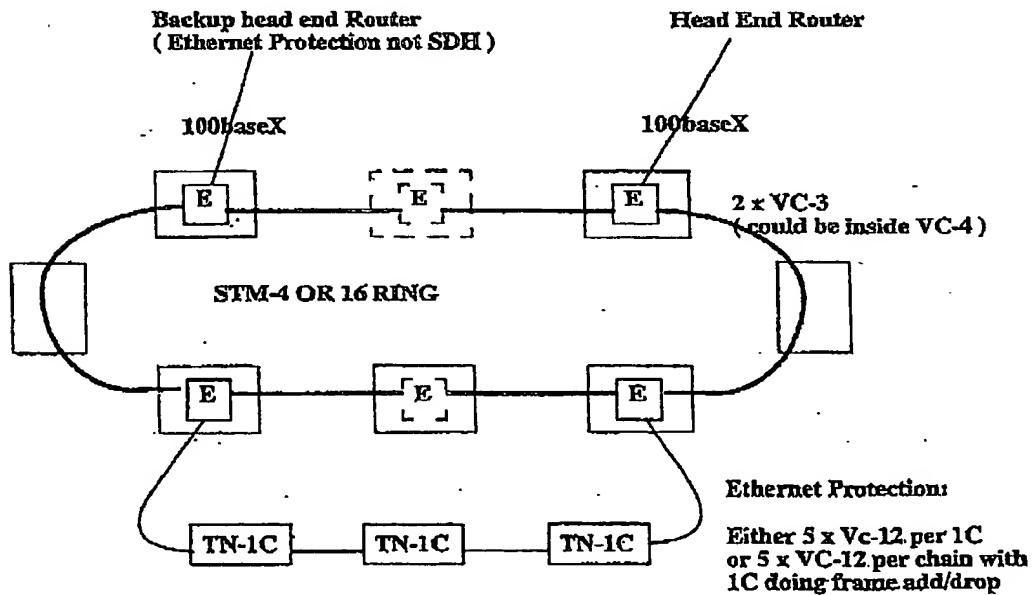 Backup head end Router
( Ethernet Protection not SDH )
Head End Router
100baseX
100baseX
E
E
E
2 x VC-3
( could be inside VC-4 )
STM-4 OR 16 RING
E
E
E
TN-1C
TN-1C
TN-1C
Ethernet Protection:
Either 5 x Vc-12 per 1C
or 5 x VC-12 per chain with
1C doing frame add/drop